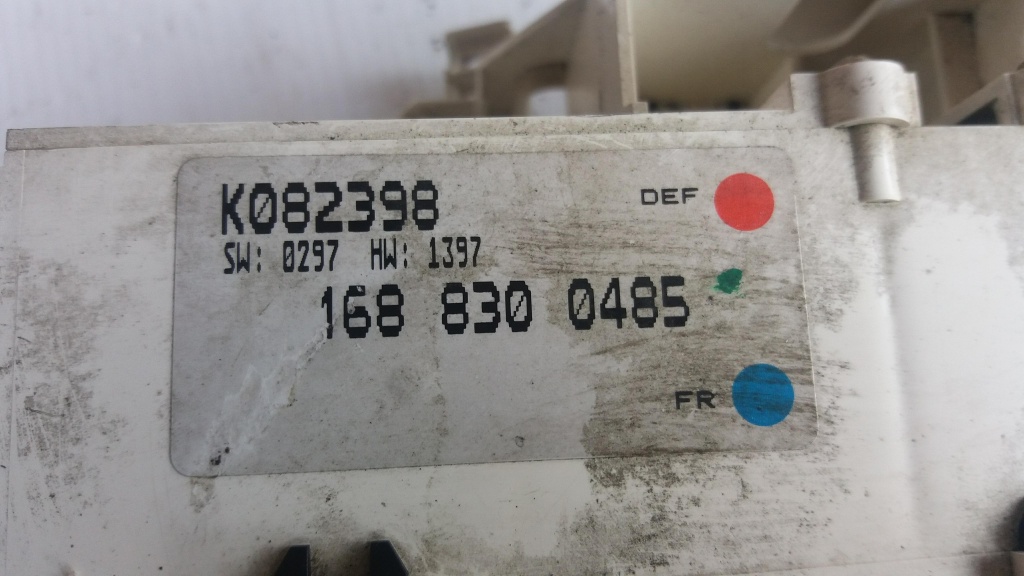 K082398
DEF
SW: 0297 HW: 1397
168 830 0485
FR